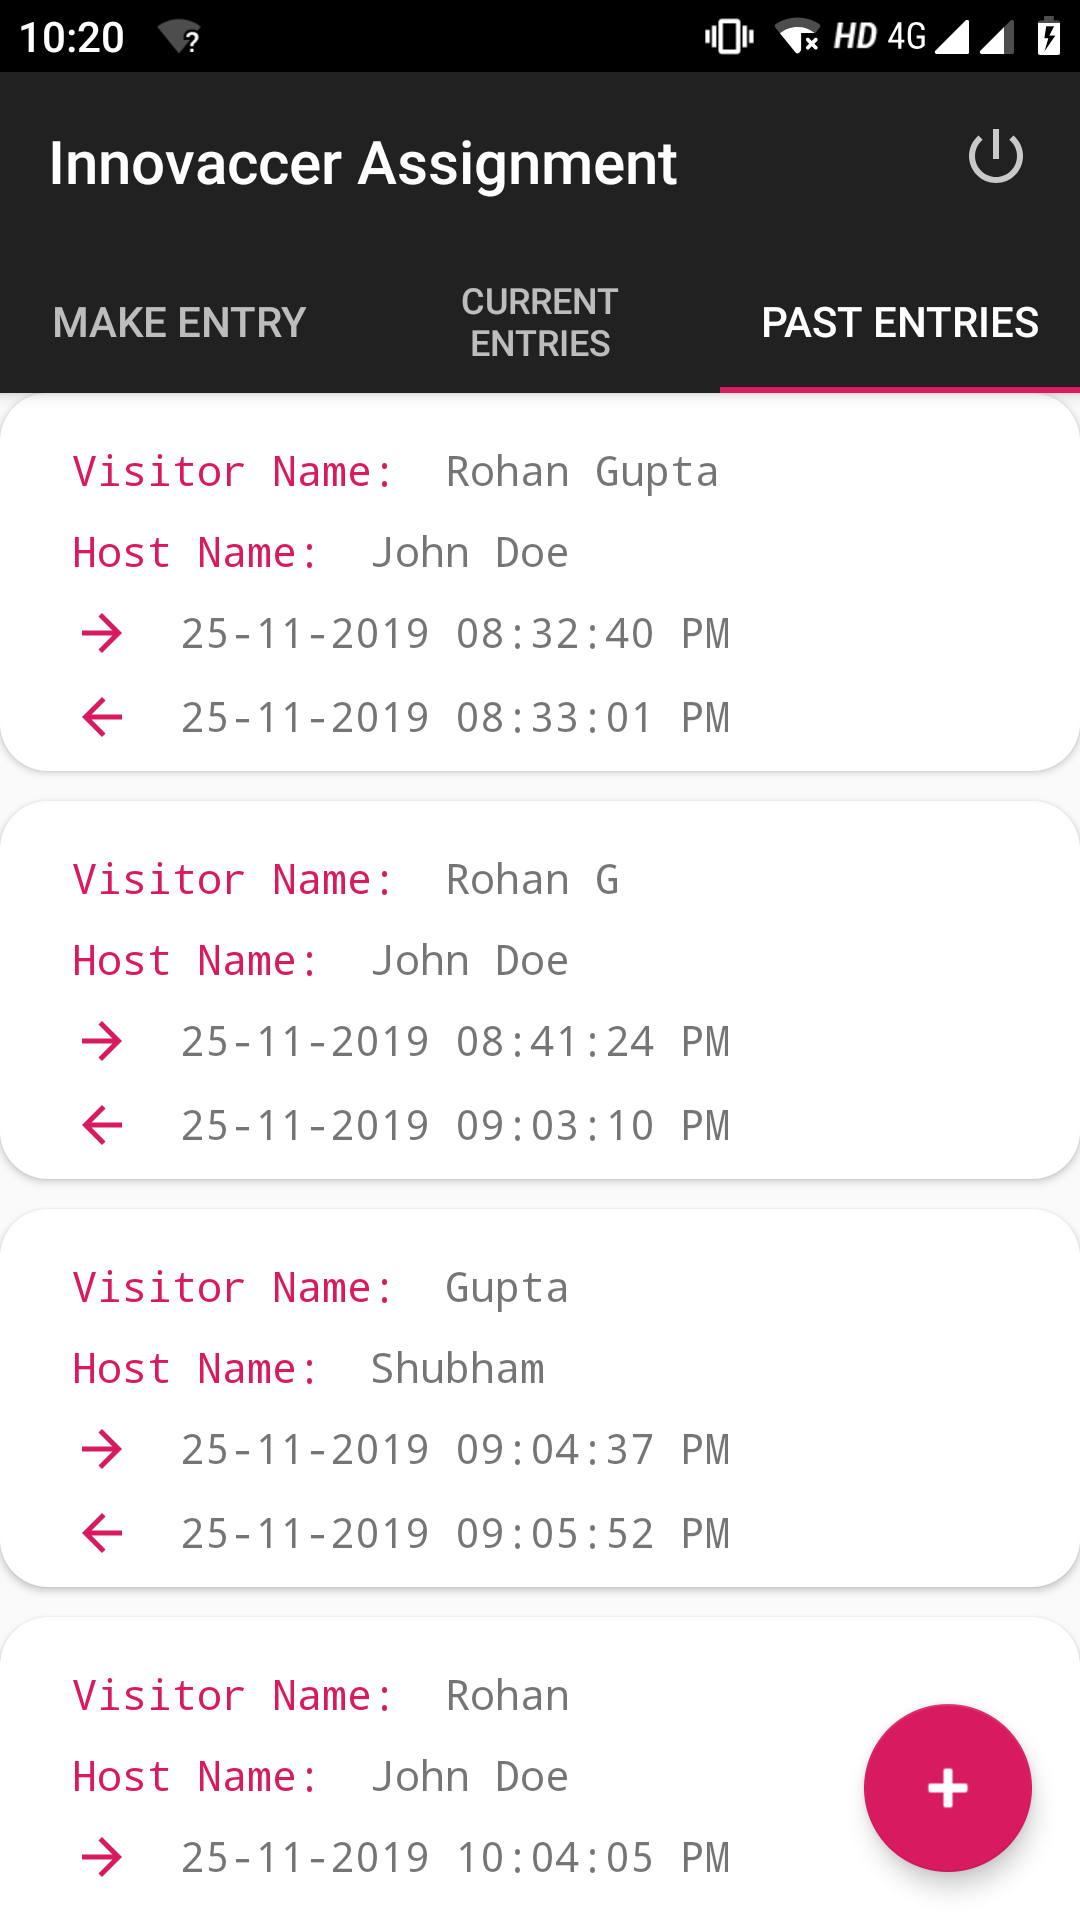 10:20
HD 4G
Innovaccer Assignment
MAKE ENTRY
CURRENT
ENTRIES
PAST ENTRIES
Visitor Name: Rohan Gupta
Host Name: John Doe
25-11-2019 08:32:40 PM
25-11-2019 08:33:01 PM
Visitor Name: Rohan G
Host Name: John Doe
25-11-2019 08:41:24 PM
25-11-2019 09:03:10 PM
Visitor Name: Gupta
Host Name: Shubham
25-11-2019 09:04:37 PM
25-11-2019 09:05:52 PM
Visitor Name: Rohan
Host Name: John Doe
25-11-2019 10:04:05 PM